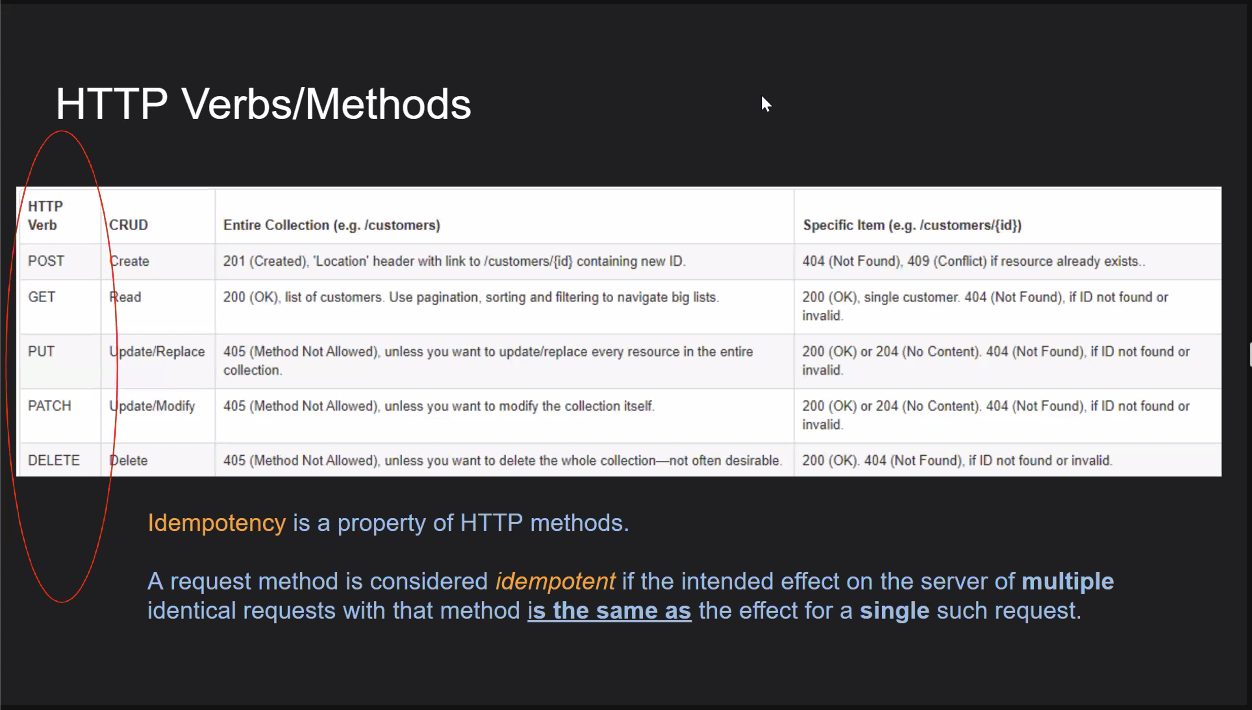 HTTP Verbs/Methods
HTTP
Verb
CRUD
Entire Collection (e.g. /customers)
Specific Item (e.g. /customers/{id})
POST
Create
201 (Created), 'Location' header with link to /customers/{id} containing new ID.
404 (Not Found), 409 (Conflict) if resource already exists..
GET
Read
200 (OK), list of customers. Use pagination, sorting and filtering to navigate big lists.
200 (OK), single customer. 404 (Not Found), if ID not found or
invalid.
PUT
Update/Replace
405 (Method Not Allowed), unless you want to update/replace every resource in the entire
collection.
200 (OK) or 204 (No Content). 404 (Not Found), if ID not found or
invalid.
PATCH
Update/Modify
405 (Method Not Allowed), unless you want to modify the collection itself.
200 (OK) or 204 (No Content). 404 (Not Found), if ID not found or
invalid.
DELETE
Delete
405 (Method Not Allowed), unless you want to delete the whole collection—not often desirable.
200 (OK). 404 (Not Found), if ID not found or invalid.
Idempotency is a property of HTTP methods.
A request method is considered idempotent if the intended effect on the server of multiple
identical requests with that method is the same as the effect for a single such request.